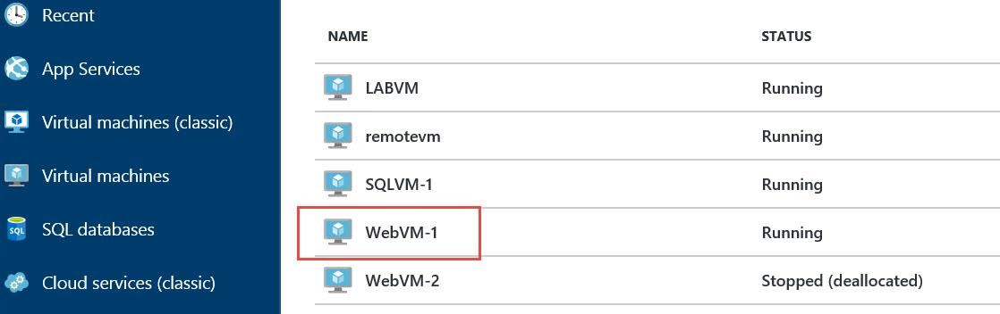 Recent
App Services
Virtual machines (classic)
Virtual machines
SQL databases
SQL
Cloud services (classic)
NAME STATUS
LABVM Running
remotevm Running
SQLVM-1 Running
WebVM-1 Running
WebVM-2 Stopped (deallocated)